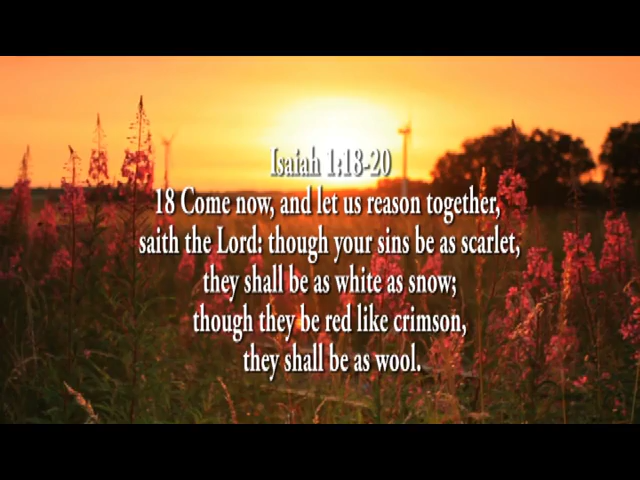 Isaiah 1:18-20
18 Come now, and let us reason together,
saith the Lord: though your sins be as scarlet,
they shall be as white as snow;
though they be red like crimson,
they shall be as wool.